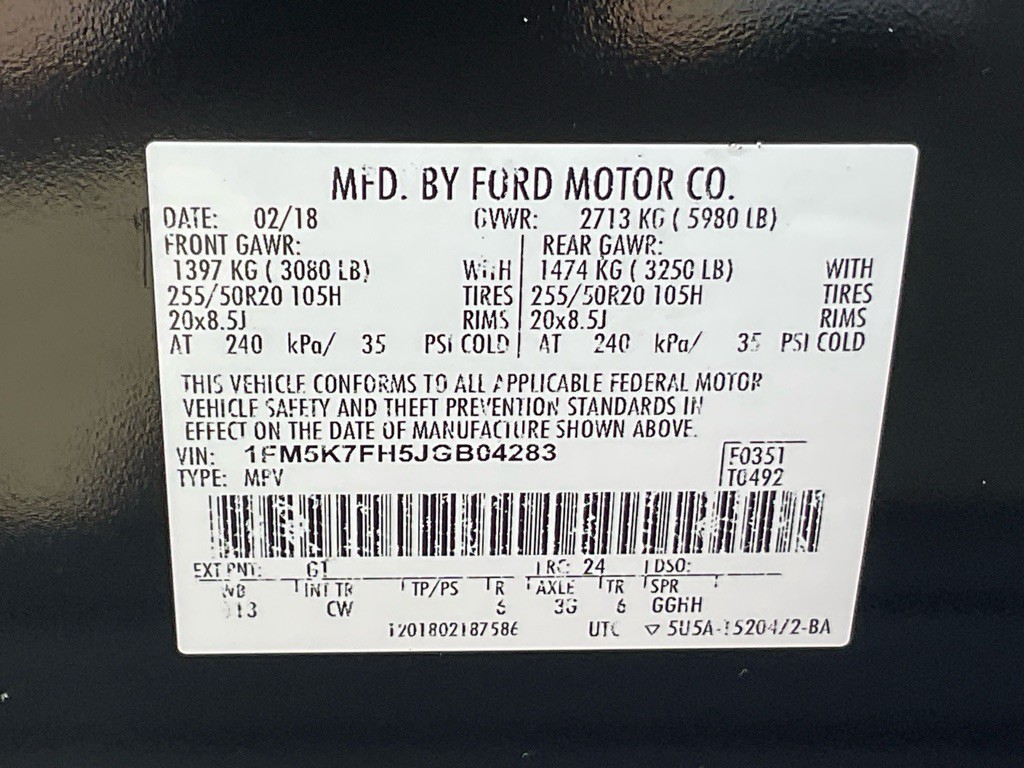 MFD. BY FORD MOTOR CO.
DATE: 02/18 GVWR: 2713 KG ( 5980 LB)
FRONT GAWR: REAR GAWR:
1397 KG ( 3080 LB) WITH 1474 KG ( 3250 LB) WITH
255/50R20 105H TIRES 255/50R20 105H TIRES
20x8.5J RIMS 20x8.5J RIMS
AT 240 kPa/ 35 PSI COLD AT 240 kPa/ 35 PSI COLD
THIS VEHICLE CONFORMS TO ALL APPLICABLE FEDERAL MOTOR
VEHICLE SAFETY AND THEFT PREVENTION STANDARDS IN
EFFECT ON THE DATE OF MANUFACTURE SHOWN ABOVE.
VIN: 1FM5K7FH5JGB04283 F0351
TYPE: MPV T0492
EXT PNT: G1 RC: 24 DSO:
WB INT TR TP/PS R AXLE TR SPR
113 CW 6 6 GGHH
1201802187586 UTC ▽ 5U5A-1520472-BA